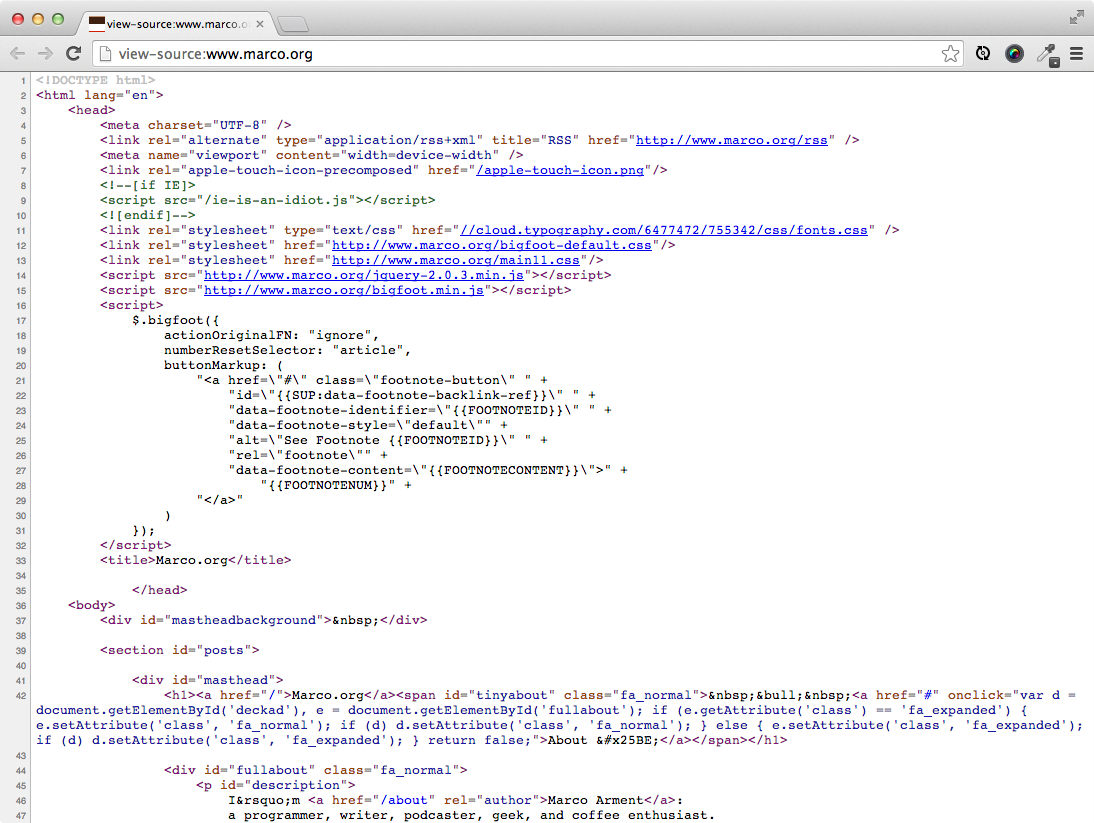 view-source:www.marco.o
view-source:www.marco.org
1 <!DOCTYPE html>
2 <html lang="en">
3 <head>
4 <meta charset="UTF-8" />
5 <link rel="alternate" type="application/rss+xml" title="RSS" href="http://www.marco.org/rss" />
6 <meta name="viewport" content="width=device-width" />
7 <link rel="apple-touch-icon-precomposed" href="/apple-touch-icon.png"/>
8 <!--[if IE]>
9 <script src="/ie-is-an-idiot.js"></script>
10 <![endif]-->
11 <link rel="stylesheet" type="text/css" href="//cloud.typography.com/6477472/755342/css/fonts.css" />
12 <link rel="stylesheet" href="http://www.marco.org/bigfoot-default.css"/>
13 <link rel="stylesheet" href="http://www.marco.org/main11.css"/>
14 <script src="http://www.marco.org/jquery-2.0.3.min.js"></script>
15 <script src="http://www.marco.org/bigfoot.min.js"></script>
16 <script>
17 $.bigfoot({
18 actionOriginalFN: "ignore",
19 numberResetSelector: "article",
20 buttonMarkup: (
21 "<a href=\"#\" class=\"footnote-button\" " +
22 "id=\"{{SUP:data-footnote-backlink-ref}}\" " +
23 "data-footnote-identifier=\"{{FOOTNOTEID}}\" " +
24 "data-footnote-style=\"default\"" +
25 "alt=\"See Footnote {{FOOTNOTEID}}\" " +
26 "rel=\"footnote\"" +
27 "data-footnote-content=\"{{FOOTNOTECONTENT}}\">" +
28 "{{FOOTNOTENUM}}" +
29 "</a>"
30 )
31 });
32 </script>
33 <title>Marco.org</title>
34
35 </head>
36 <body>
37 <div id="mastheadbackground">&nbsp;</div>
38
39 <section id="posts">
40
41 <div id="masthead">
42 <h1><a href="/">Marco.org</a><span id="tinyabout" class="fa_normal">&nbsp;&bull;&nbsp;<a href="#" onclick="var d =
document.getElementById('deckad'), e = document.getElementById('fullabout'); if (e.getAttribute('class') == 'fa_expanded') {
e.setAttribute('class', 'fa_normal'); if (d) d.setAttribute('class', 'fa_normal'); } else { e.setAttribute('class', 'fa_expanded');
if (d) d.setAttribute('class', 'fa_expanded'); } return false;">About &#x25BE;</a></span></h1>
43
44 <div id="fullabout" class="fa_normal">
45 <p id="description">
46 I&rsquo;m <a href="/about" rel="author">Marco Arment</a>:
47 a programmer, writer, podcaster, geek, and coffee enthusiast.